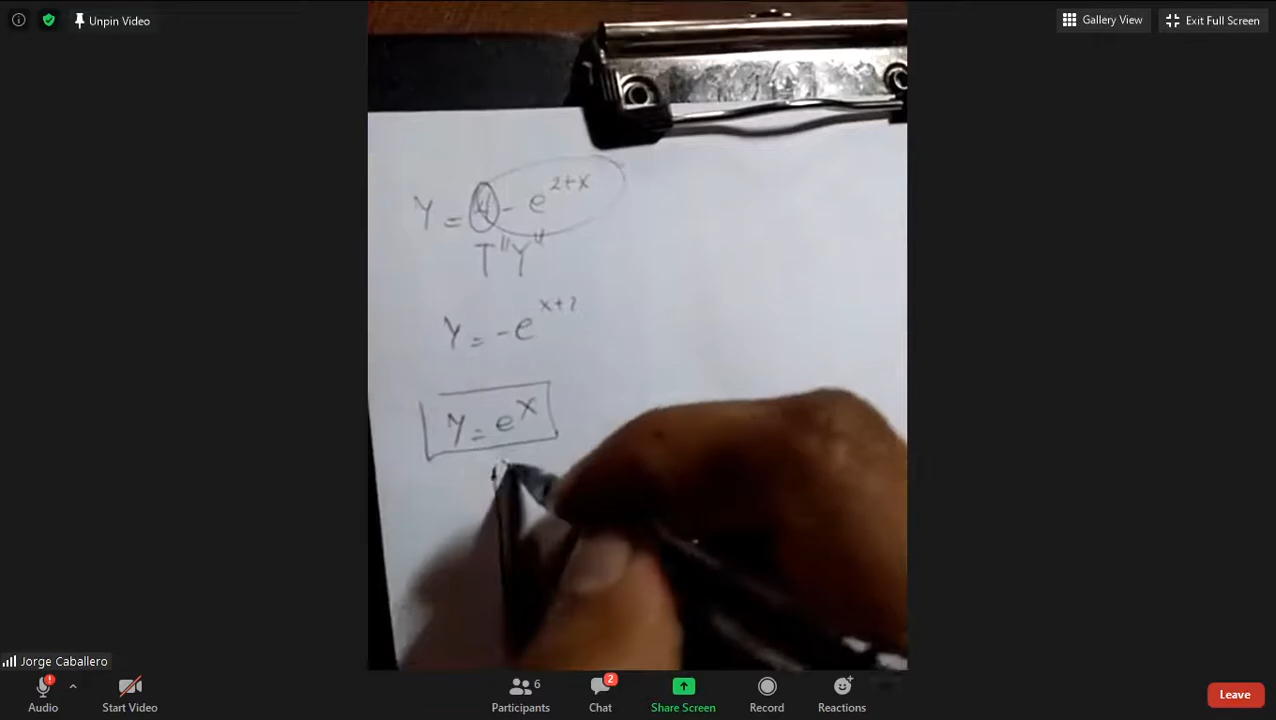 Unpin Video
Gallery View
Exit Full Screen
Y = 4 - e^{2+x}
T"Y"
Y = -e^{x+2}
Y = e^x
Jorge Caballero
Audio
Start Video
6
Participants
2
Chat
Share Screen
Record
Reactions
Leave